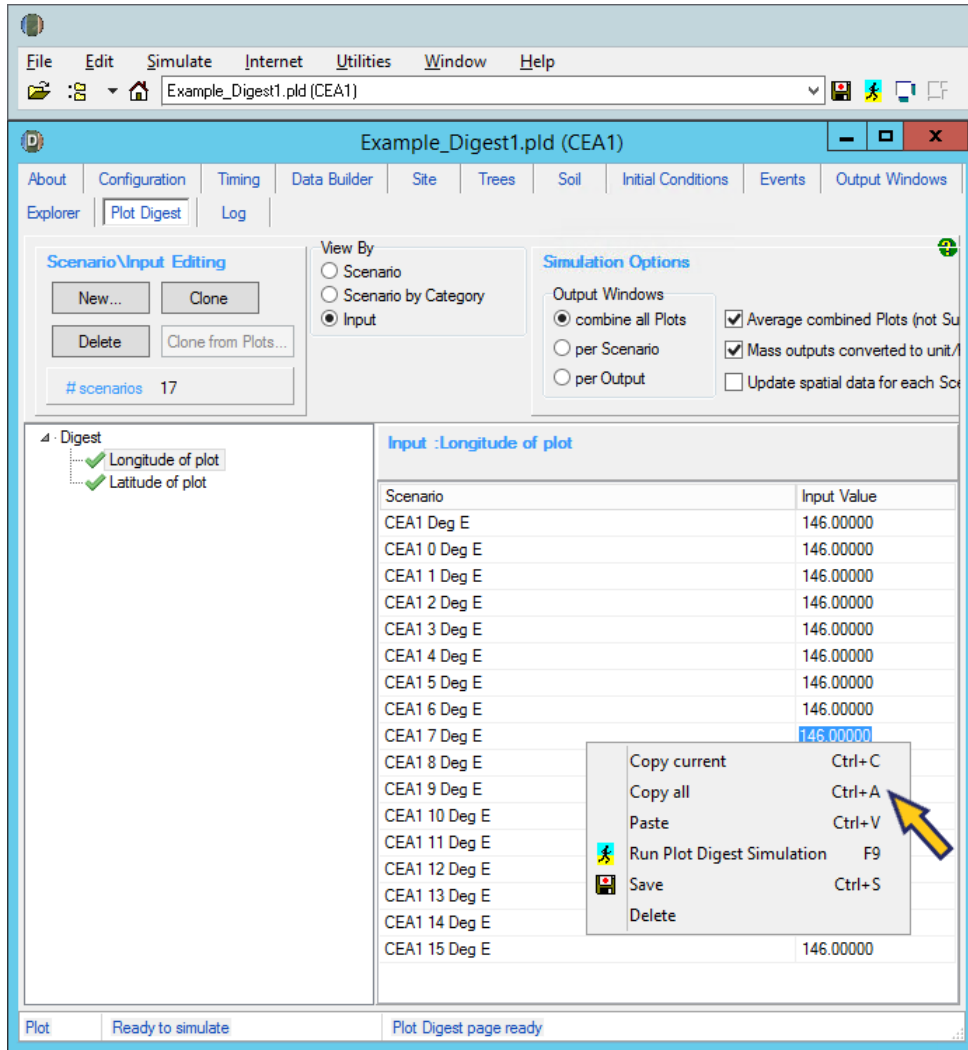 File Edit Simulate Internet Utilities Window Help
Example_Digest1.pld (CEA1)
Example_Digest1.pld (CEA1)
About Configuration Timing Data Builder Site Trees Soil Initial Conditions Events Output Windows
Explorer Plot Digest Log
Scenario\Input Editing
New... Clone
Delete Clone from Plots...
# scenarios 17
View By
Scenario
Scenario by Category
Input
Simulation Options
Output Windows
combine all Plots
per Scenario
per Output
Average combined Plots (not Su
Mass outputs converted to unit/
Update spatial data for each Sce
Digest
Longitude of plot
Latitude of plot
Input :Longitude of plot
Scenario Input Value
CEA1 Deg E 146.00000
CEA1 0 Deg E 146.00000
CEA1 1 Deg E 146.00000
CEA1 2 Deg E 146.00000
CEA1 3 Deg E 146.00000
CEA1 4 Deg E 146.00000
CEA1 5 Deg E 146.00000
CEA1 6 Deg E 146.00000
CEA1 7 Deg E 146.00000
CEA1 8 Deg E
CEA1 9 Deg E
CEA1 10 Deg E
CEA1 11 Deg E
CEA1 12 Deg E
CEA1 13 Deg E
CEA1 14 Deg E
CEA1 15 Deg E 146.00000
Copy current Ctrl+C
Copy all Ctrl+A
Paste Ctrl+V
Run Plot Digest Simulation F9
Save Ctrl+S
Delete
Plot Ready to simulate Plot Digest page ready